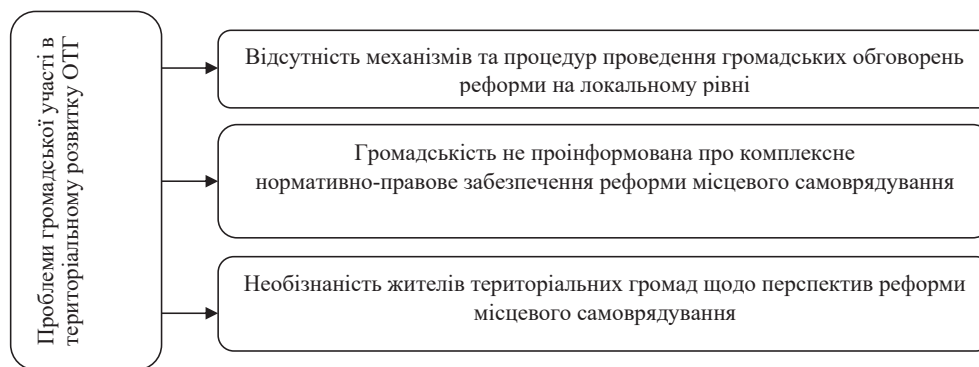 Проблеми громадської участі в
територіальному розвитку ОТГ
Відсутність механізмів та процедур проведення громадських обговорень
реформи на локальному рівні
Громадськість не проінформована про комплексне
нормативно-правове забезпечення реформи місцевого самоврядування
Необізнаність жителів територіальних громад щодо перспектив реформи
місцевого самоврядування